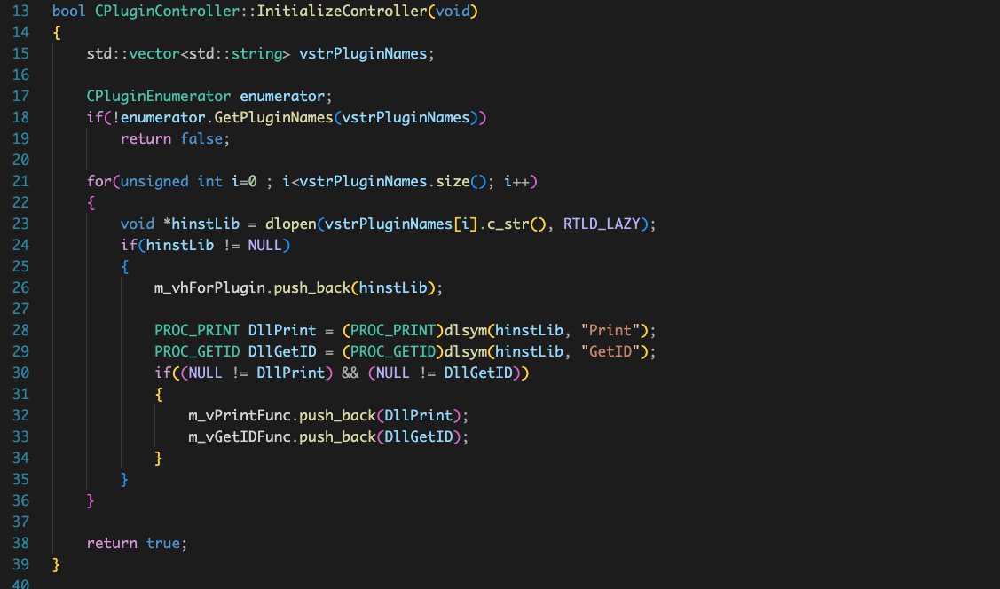 13 bool CPluginController::InitializeController(void)
14 {
15     std::vector<std::string> vstrPluginNames;
16
17     CPluginEnumerator enumerator;
18     if(!enumerator.GetPluginNames(vstrPluginNames))
19         return false;
20
21     for(unsigned int i=0 ; i<vstrPluginNames.size(); i++)
22     {
23         void *hinstLib = dlopen(vstrPluginNames[i].c_str(), RTLD_LAZY);
24         if(hinstLib != NULL)
25         {
26             m_vhForPlugin.push_back(hinstLib);
27
28             PROC_PRINT DllPrint = (PROC_PRINT)dlsym(hinstLib, "Print");
29             PROC_GETID DllGetID = (PROC_GETID)dlsym(hinstLib, "GetID");
30             if((NULL != DllPrint) && (NULL != DllGetID))
31             {
32                 m_vPrintFunc.push_back(DllPrint);
33                 m_vGetIDFunc.push_back(DllGetID);
34             }
35         }
36     }
37
38     return true;
39 }
40